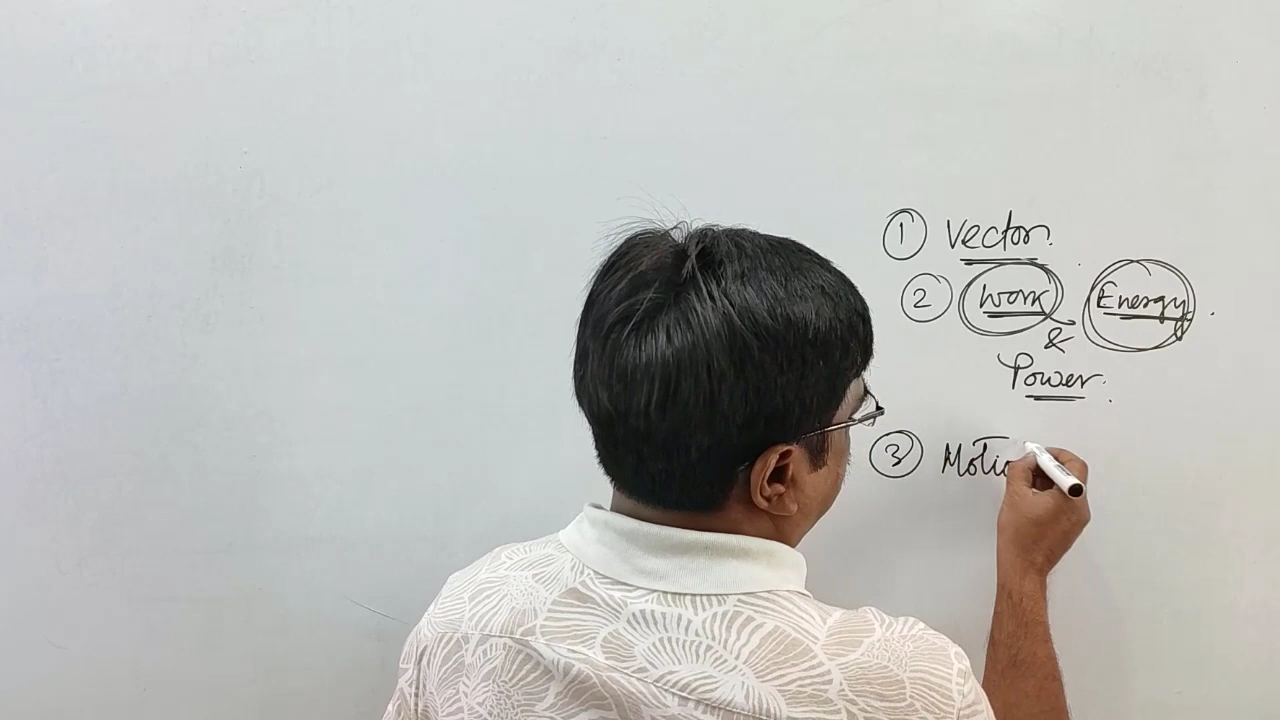 ① Vector.
② Work Energy.
&
Power.
③ Motio